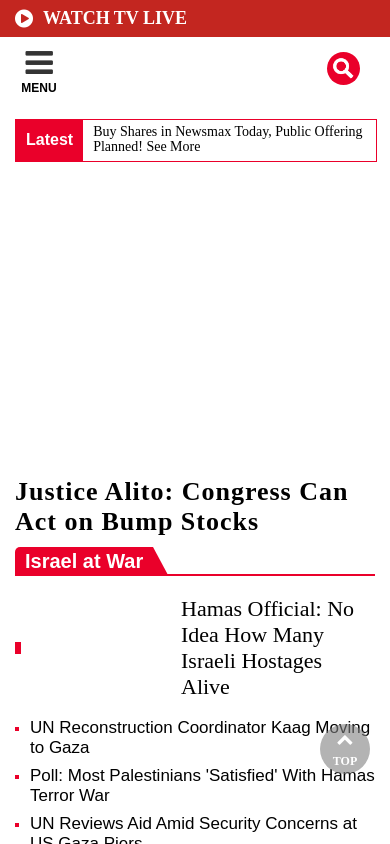 WATCH TV LIVE
MENU
Latest
Buy Shares in Newsmax Today, Public Offering
Planned! See More
Justice Alito: Congress Can
Act on Bump Stocks
Israel at War
Hamas Official: No
Idea How Many
Israeli Hostages
Alive
UN Reconstruction Coordinator Kaag Moving
to Gaza
TOP
Poll: Most Palestinians 'Satisfied' With Hamas
Terror War
UN Reviews Aid Amid Security Concerns at
US Gaza Piers